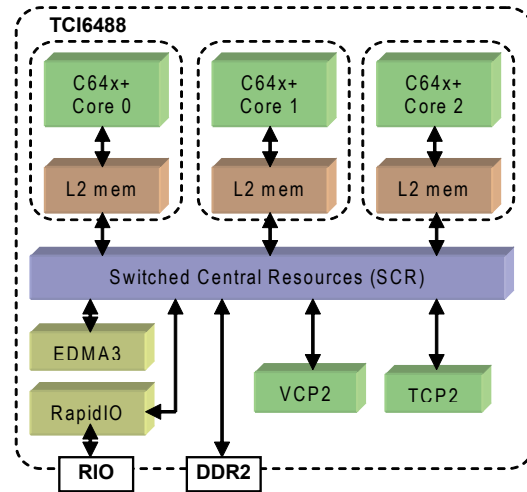 TCI6488
C64x+
Core 0
C64x+
Core 1
C64x+
Core 2
L2 mem
L2 mem
L2 mem
Switched Central Resources (SCR)
EDMA3
RapidIO
VCP2
TCP2
RIO
DDR2